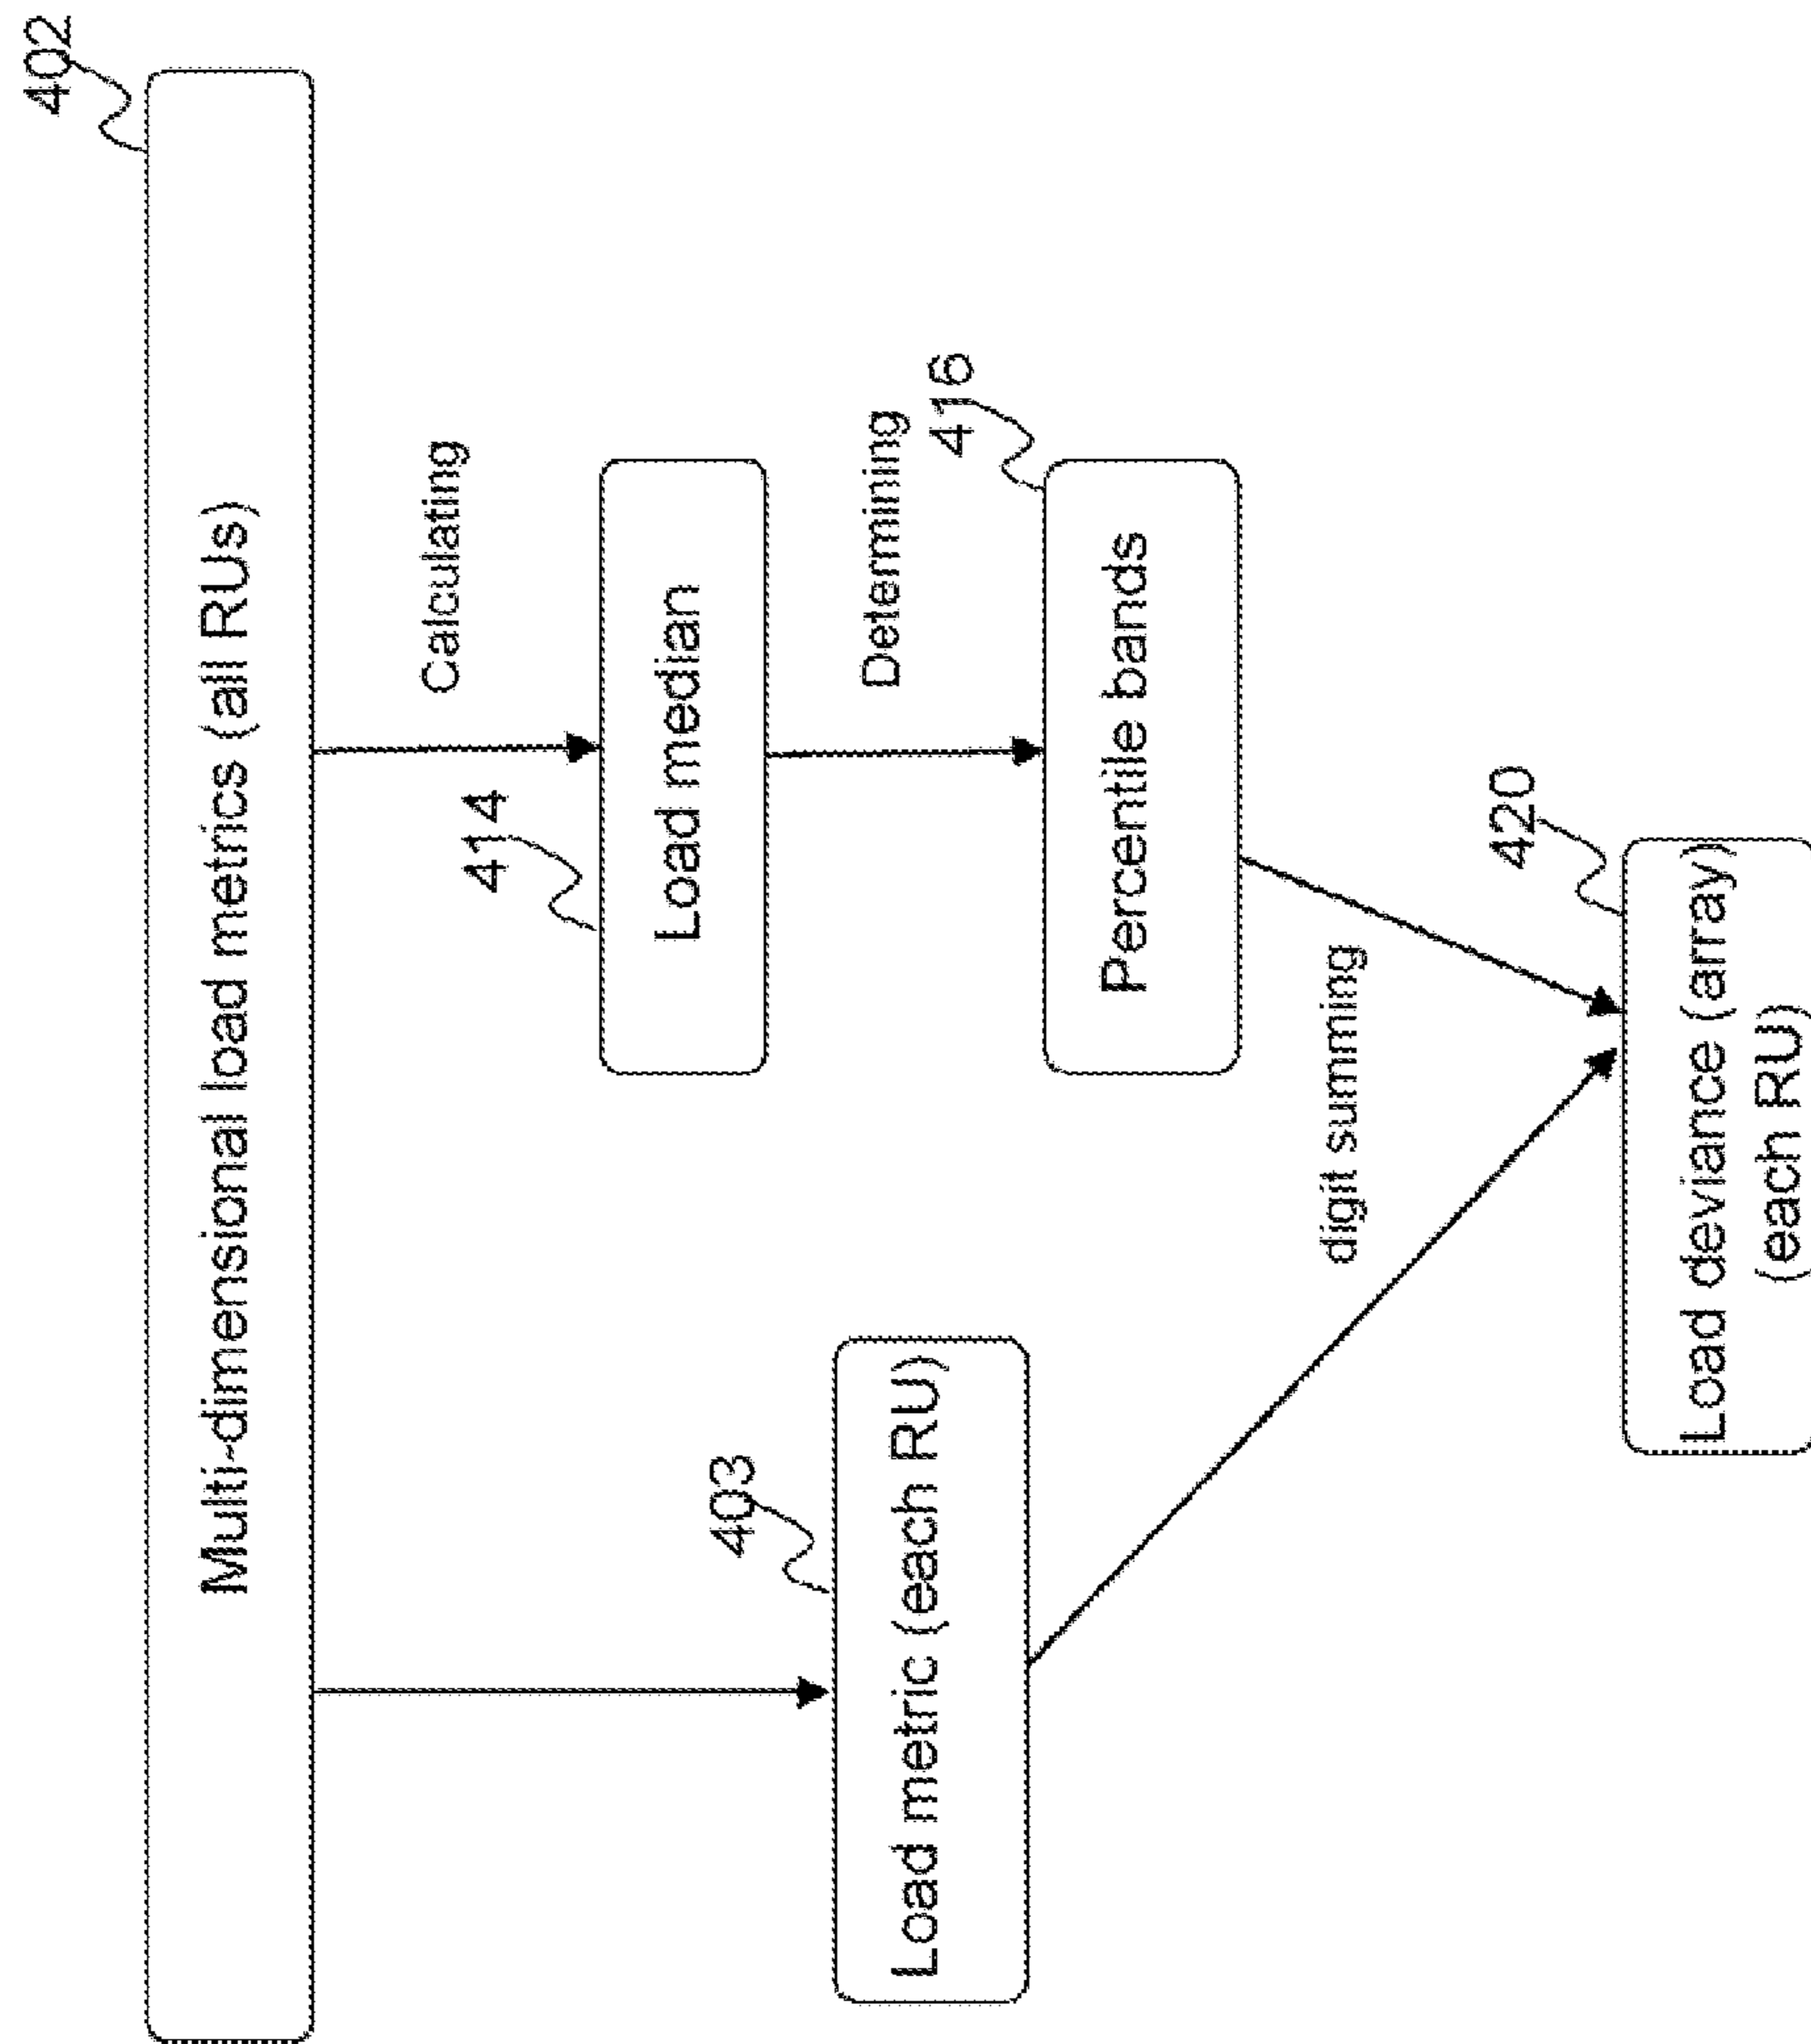 402
Multi-dimensional load metrics (all RUs)
Calculating
414
Load median
Determining
416
403
Load metric (each RU)
Percentile bands
digit summing
420
Load deviance (array)
(each RU)